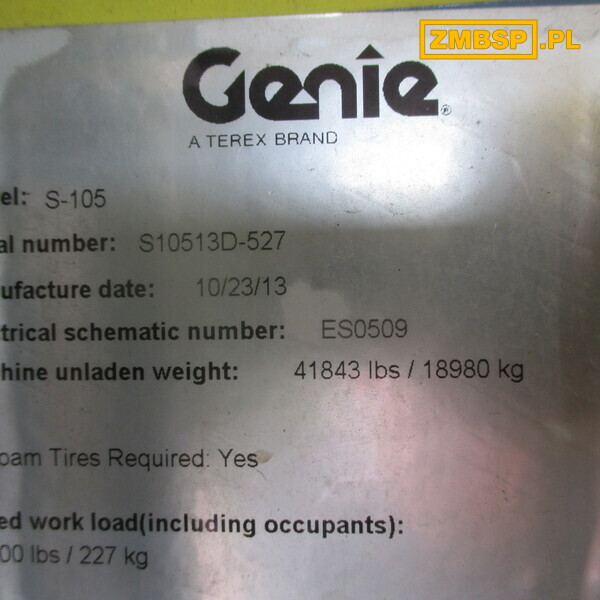 ZMBSP.PL
Genie®
A TEREX BRAND
el: S-105
al number: S10513D-527
ufacture date: 10/23/13
trical schematic number: ES0509
hine unladen weight: 41843 lbs / 18980 kg
oam Tires Required: Yes
ed work load(including occupants):
00 lbs / 227 kg